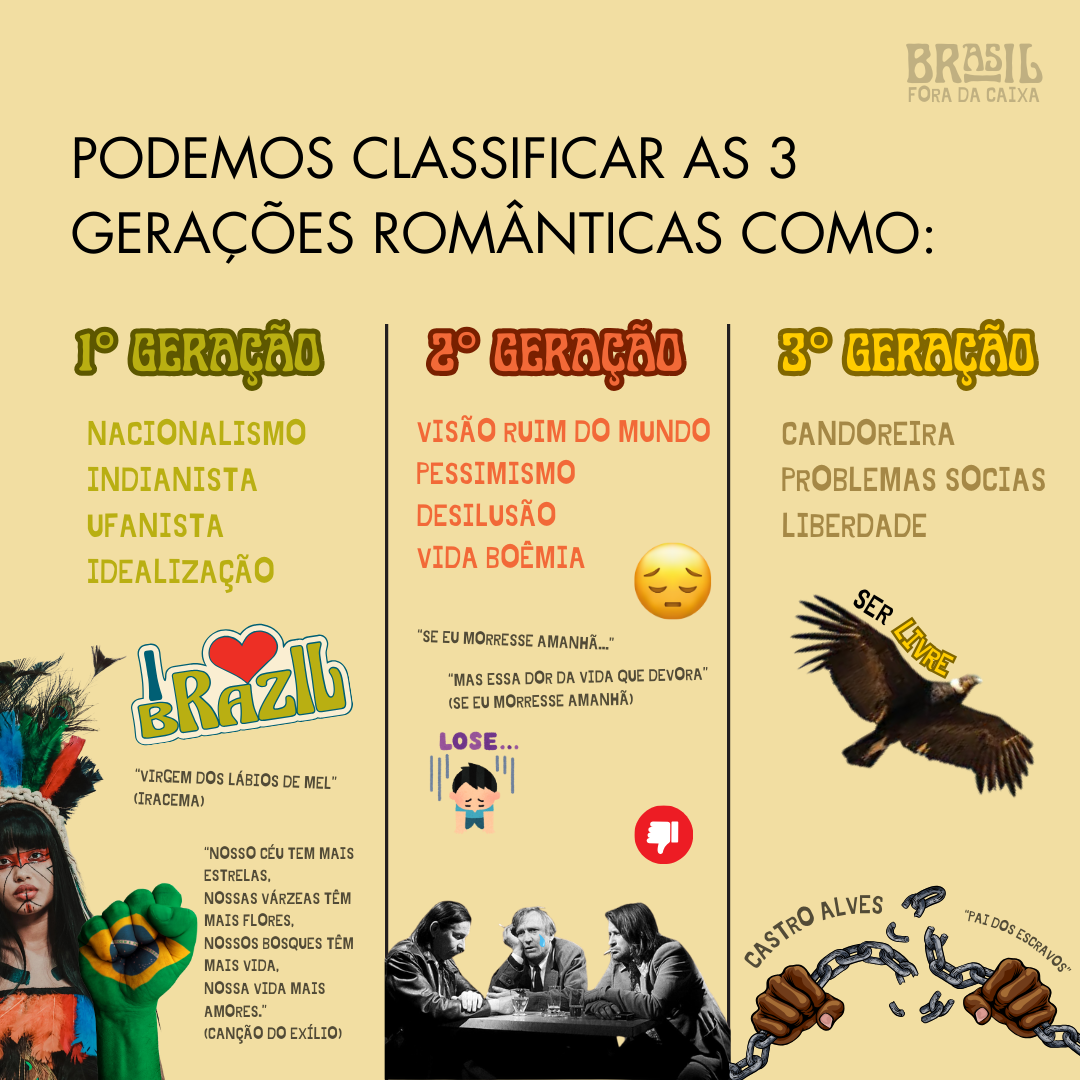 BRASIL
FORA DA CAIXA
PODEMOS CLASSIFICAR AS 3
GERAÇÕES ROMÂNTICAS COMO:
1º GERAÇÃO
NACIONALISMO
INDIANISTA
UFANISTA
IDEALIZAÇÃO
I
BRAZIL
"VIRGEM DOS LÁBIOS DE MEL"
(IRACEMA)
"NOSSO CÉU TEM MAIS
ESTRELAS,
NOSSAS VÁRZEAS TÊM
MAIS FLORES,
NOSSOS BOSQUES TÊM
MAIS VIDA,
NOSSA VIDA MAIS
AMORES."
(CANÇÃO DO EXÍLIO)
2º GERAÇÃO
VISÃO RUIM DO MUNDO
PESSIMISMO
DESILUSÃO
VIDA BOÊMIA
"SE EU MORRESSE AMANHÃ..."
"MAS ESSA DOR DA VIDA QUE DEVORA"
(SE EU MORRESSE AMANHÃ)
LOSE...
3º GERAÇÃO
CANDOREIRA
PROBLEMAS SOCIAS
LIBERDADE
SER LIVRE
CASTRO ALVES
"PAI DOS ESCRAVOS"